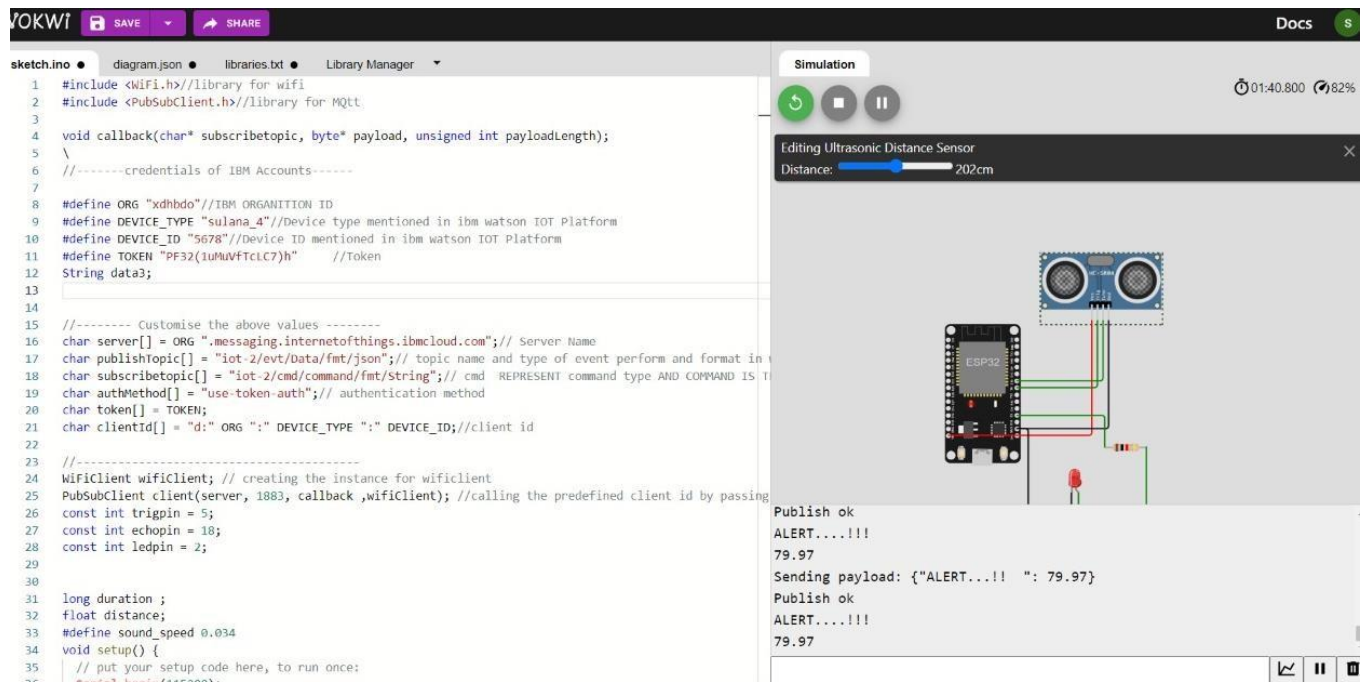 WOKWI SAVE SHARE Docs S
sketch.ino ● diagram.json ● libraries.txt ● Library Manager
1 #include <WiFi.h>//library for wifi
2 #include <PubSubClient.h>//library for MQtt
3
4 void callback(char* subscribetopic, byte* payload, unsigned int payloadLength);
5 \
6 //-------credentials of IBM Accounts------
7
8 #define ORG "xdhbdo"//IBM ORGANITION ID
9 #define DEVICE_TYPE "sulana_4"//Device type mentioned in ibm watson IOT Platform
10 #define DEVICE_ID "5678"//Device ID mentioned in ibm watson IOT Platform
11 #define TOKEN "PF32(1uMuVfTcLC7)h" //Token
12 String data3;
13
14
15 //-------- Customise the above values --------
16 char server[] = ORG ".messaging.internetofthings.ibmcloud.com";// Server Name
17 char publishTopic[] = "iot-2/evt/Data/fmt/json";// topic name and type of event perform and format in
18 char subscribetopic[] = "iot-2/cmd/command/fmt/String";// cmd REPRESENT command type AND COMMAND IS
19 char authMethod[] = "use-token-auth";// authentication method
20 char token[] = TOKEN;
21 char clientId[] = "d:" ORG ":" DEVICE_TYPE ":" DEVICE_ID;//client id
22
23 //-----------------------------------------
24 WiFiClient wifiClient; // creating the instance for wificlient
25 PubSubClient client(server, 1883, callback ,wifiClient); //calling the predefined client id by passing
26 const int trigpin = 5;
27 const int echopin = 18;
28 const int ledpin = 2;
29
30
31 long duration ;
32 float distance;
33 #define sound_speed 0.034
34 void setup() {
35 // put your setup code here, to run once:
Simulation
01:40.800 82%
Editing Ultrasonic Distance Sensor
Distance: 202cm
HC-SR04
ESP32
Publish ok
ALERT....!!!
79.97
Sending payload: {"ALERT...!! ": 79.97}
Publish ok
ALERT....!!!
79.97